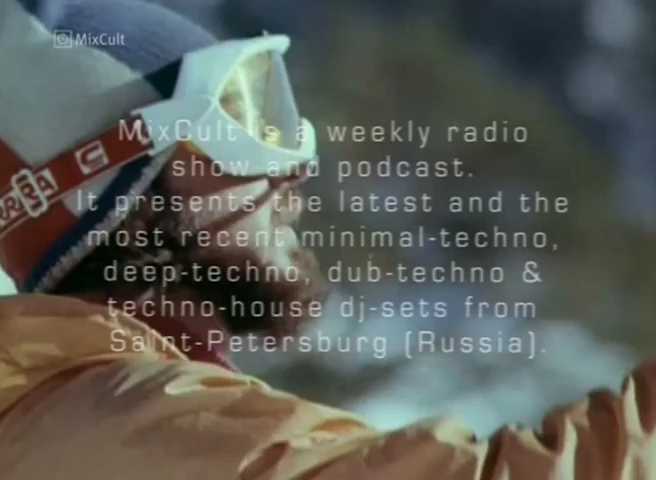 MixCult
MixCult is a weekly radio
show and podcast.
It presents the latest and the
most recent minimal-techno,
deep-techno, dub-techno &
techno-house dj-sets from
Saint-Petersburg (Russia).